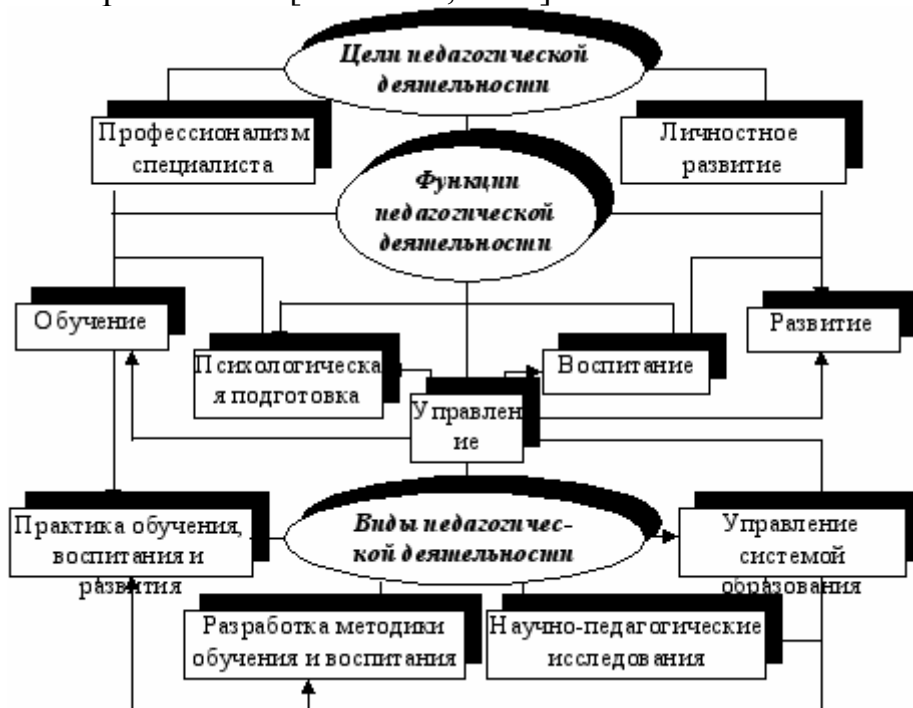 Цели педагогической
деятельности
Профессионализм
специалиста
Личностное
развитие
Функции
педагогической
деятельности
Обучение
Развитие
Психологическа
я подготовка
Воспитание
Управлен
ие
Практика обучения,
воспитания и
развития
Виды педагогичес-
кой деятельности
Управление
системой
образования
Разработка методики
обучения и воспитания
Научно-педагогические
исследования